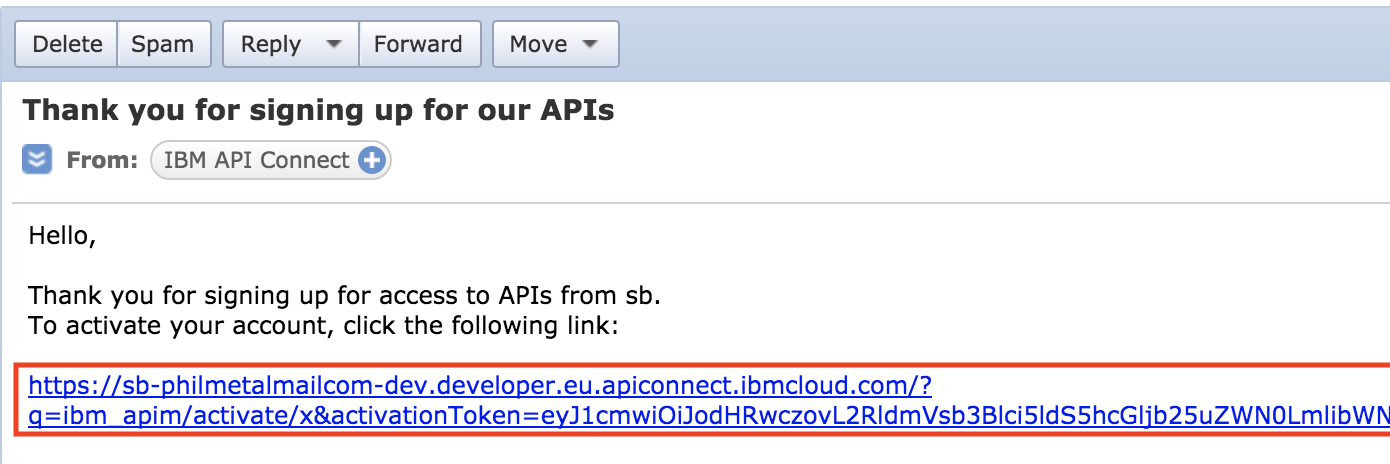 Delete Spam Reply Forward Move
Thank you for signing up for our APIs
From: IBM API Connect
Hello,
Thank you for signing up for access to APIs from sb.
To activate your account, click the following link:
https://sb-philmetalmailcom-dev.developer.eu.apiconnect.ibmcloud.com/?
q=ibm_apim/activate/x&activationToken=eyJ1cmwiOiJodHRwczovL2RldmVsb3Blci5ldS5hcGljb25uZWN0LmlibWN